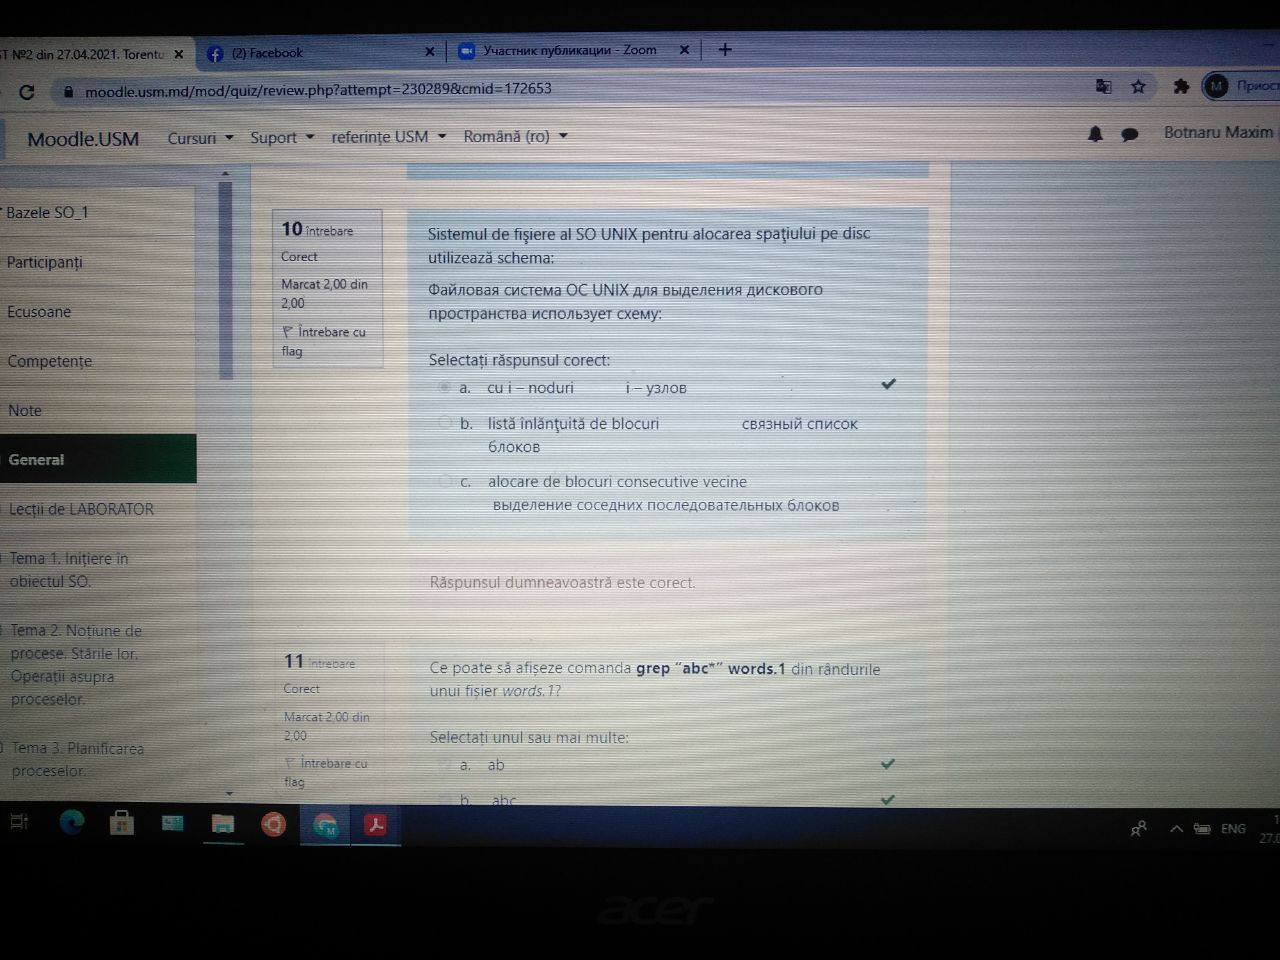 ST №2 din 27.04.2021. Torentu
(2) Facebook
Участник публикации - Zoom
moodle.usm.md/mod/quiz/review.php?attempt=230289&cmid=172653
M
Приост
Moodle.USM
Cursuri
Suport
referințe USM
Română (ro)
Botnaru Maxim
Bazele SO_1
Participanți
Ecusoane
Competențe
Note
General
Lecții de LABORATOR
Tema 1. Inițiere în
obiectul SO.
Tema 2. Noțiune de
procese. Stările lor.
Operații asupra
proceselor.
Tema 3. Planificarea
proceselor.
10 întrebare
Corect
Marcat 2,00 din
2,00
Întrebare cu
flag
Sistemul de fişiere al SO UNIX pentru alocarea spaţiului pe disc
utilizează schema:
Файловая система ОС UNIX для выделения дискового
пространства использует схему:
Selectați răspunsul corect:
a. cu i – noduri i – узлов
b. listă înlănţuită de blocuri связный список
блоков
c. alocare de blocuri consecutive vecine
выделение соседних последовательных блоков
Răspunsul dumneavoastră este corect.
11 întrebare
Corect
Marcat 2,00 din
2,00
Întrebare cu
flag
Ce poate să afișeze comanda grep “abc*” words.1 din rândurile
unui fișier words.1?
Selectați unul sau mai multe:
a. ab
b. abc
ENG
acer